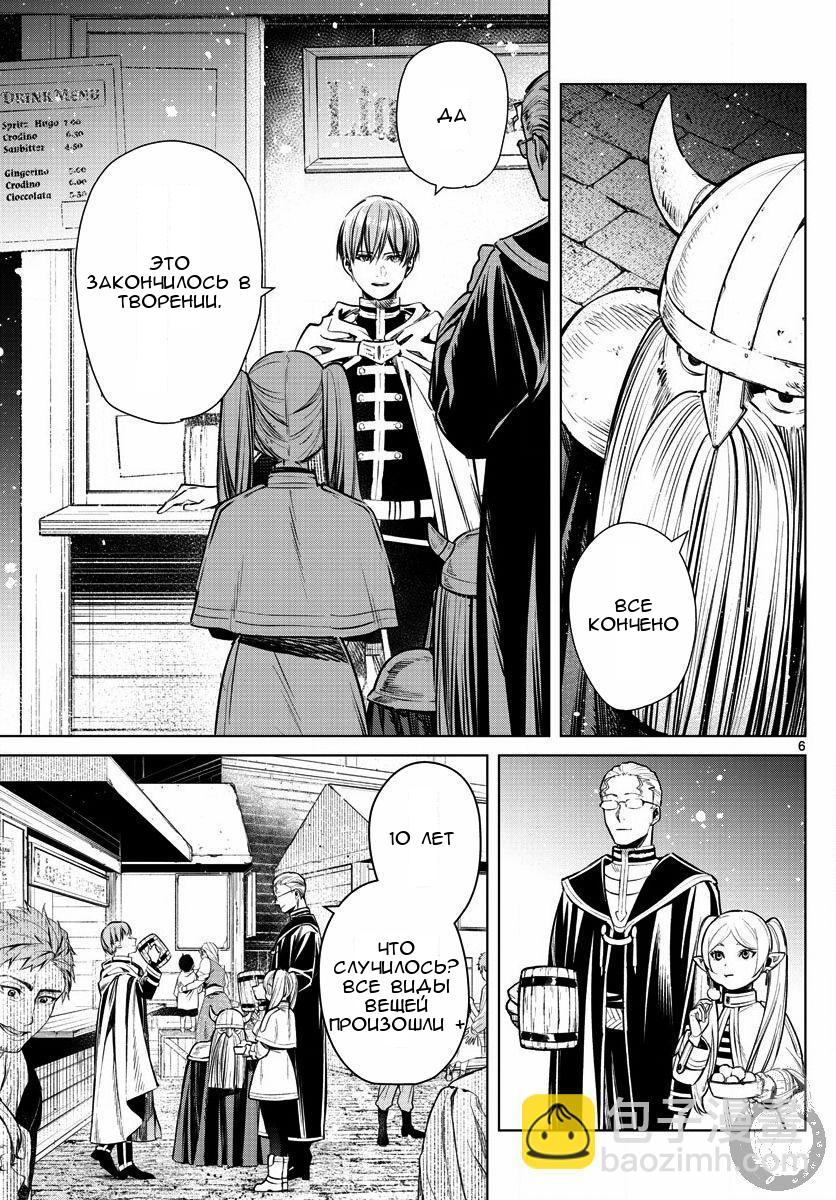 DRINK MENU
Spritz Hugo 7.00
Crodino 6.30
Sanbitter 4.50
Gingerino 5.00
Crodino 6.00
Cioccolata 5.50
ДА
ЭТО
ЗАКОНЧИЛОСЬ В
ТВОРЕНИИ.
ВСЕ
КОНЧЕНО
6
10 ЛЕТ
ЧТО
СЛУЧИЛОСЬ?
ВСЕ ВИДЫ
ВЕЩЕЙ
ПРОИЗОШЛИ +
包子漫畫
baozimh.com